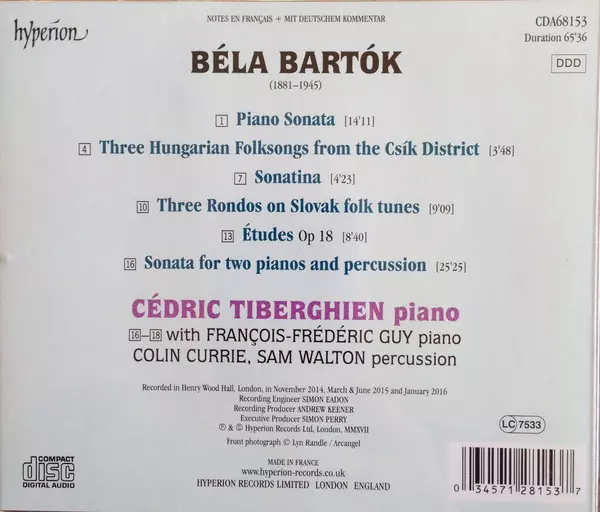 NOTES EN FRANÇAIS + MIT DEUTSCHEM KOMMENTAR
hyperion
CDA68153
Duration 65'36
DDD
BÉLA BARTÓK
(1881–1945)
1 Piano Sonata [14'11]
4 Three Hungarian Folksongs from the Csík District [3'48]
7 Sonatina [4'23]
10 Three Rondos on Slovak folk tunes [9'09]
13 Études Op 18 [8'40]
16 Sonata for two pianos and percussion [25'25]
CÉDRIC TIBERGHIEN piano
16–18 with FRANÇOIS-FRÉDÉRIC GUY piano
COLIN CURRIE, SAM WALTON percussion
Recorded in Henry Wood Hall, London, in November 2014, March & June 2015 and January 2016
Recording Engineer SIMON EADON
Recording Producer ANDREW KEENER
Executive Producer SIMON PERRY
℗ & © Hyperion Records Ltd, London, MMXVII
Front photograph © Lyn Randle / Arcangel
LC 7533
COMPACT
disc
DIGITAL AUDIO
MADE IN FRANCE
www.hyperion-records.co.uk
HYPERION RECORDS LIMITED LONDON ENGLAND
0 34571 28153 7